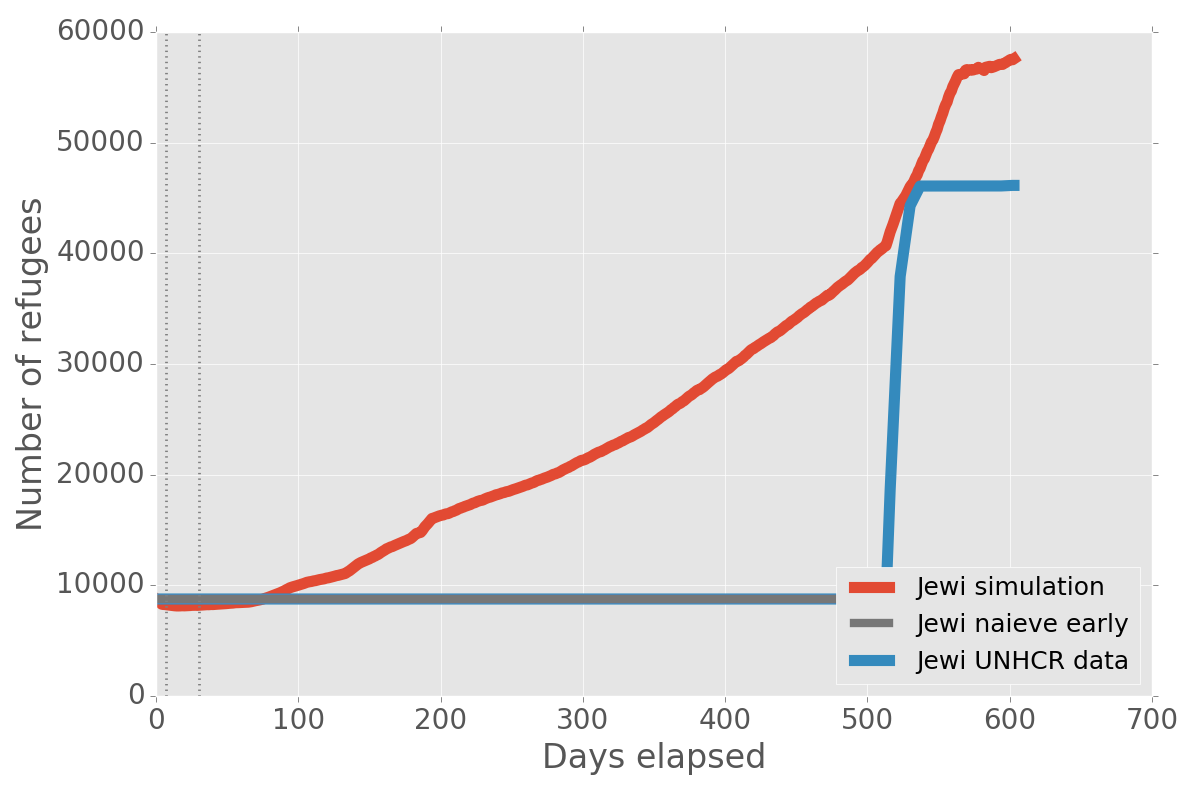 60000
50000
40000
30000
20000
10000
0
Number of refugees
0 100 200 300 400 500 600 700
Days elapsed
Jewi simulation
Jewi naieve early
Jewi UNHCR data